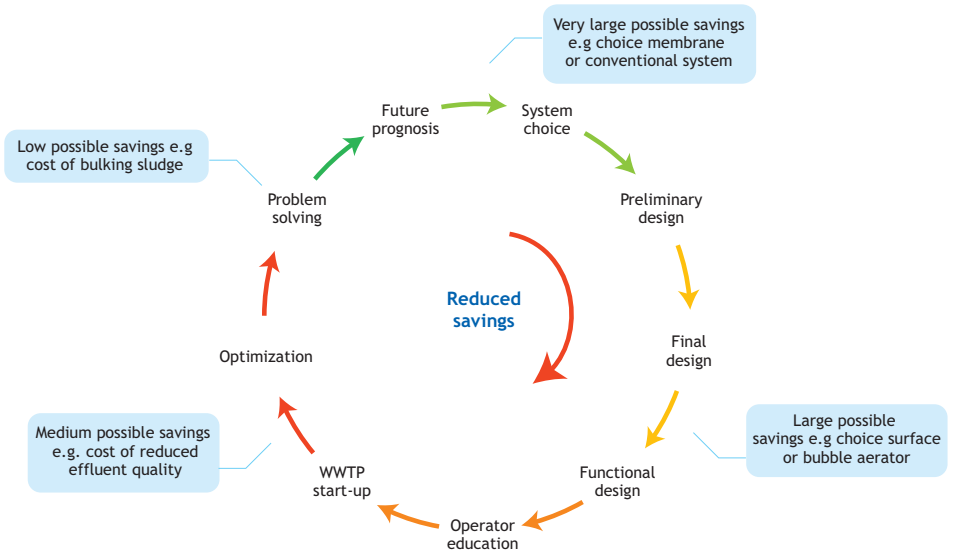 Very large possible savings
e.g choice membrane
or conventional system
Future
prognosis
System
choice
Low possible savings e.g
cost of bulking sludge
Problem
solving
Preliminary
design
Reduced
savings
Final
design
Optimization
Large possible
savings e.g choice surface
or bubble aerator
Medium possible savings
e.g. cost of reduced
effluent quality
WWTP
start-up
Functional
design
Operator
education